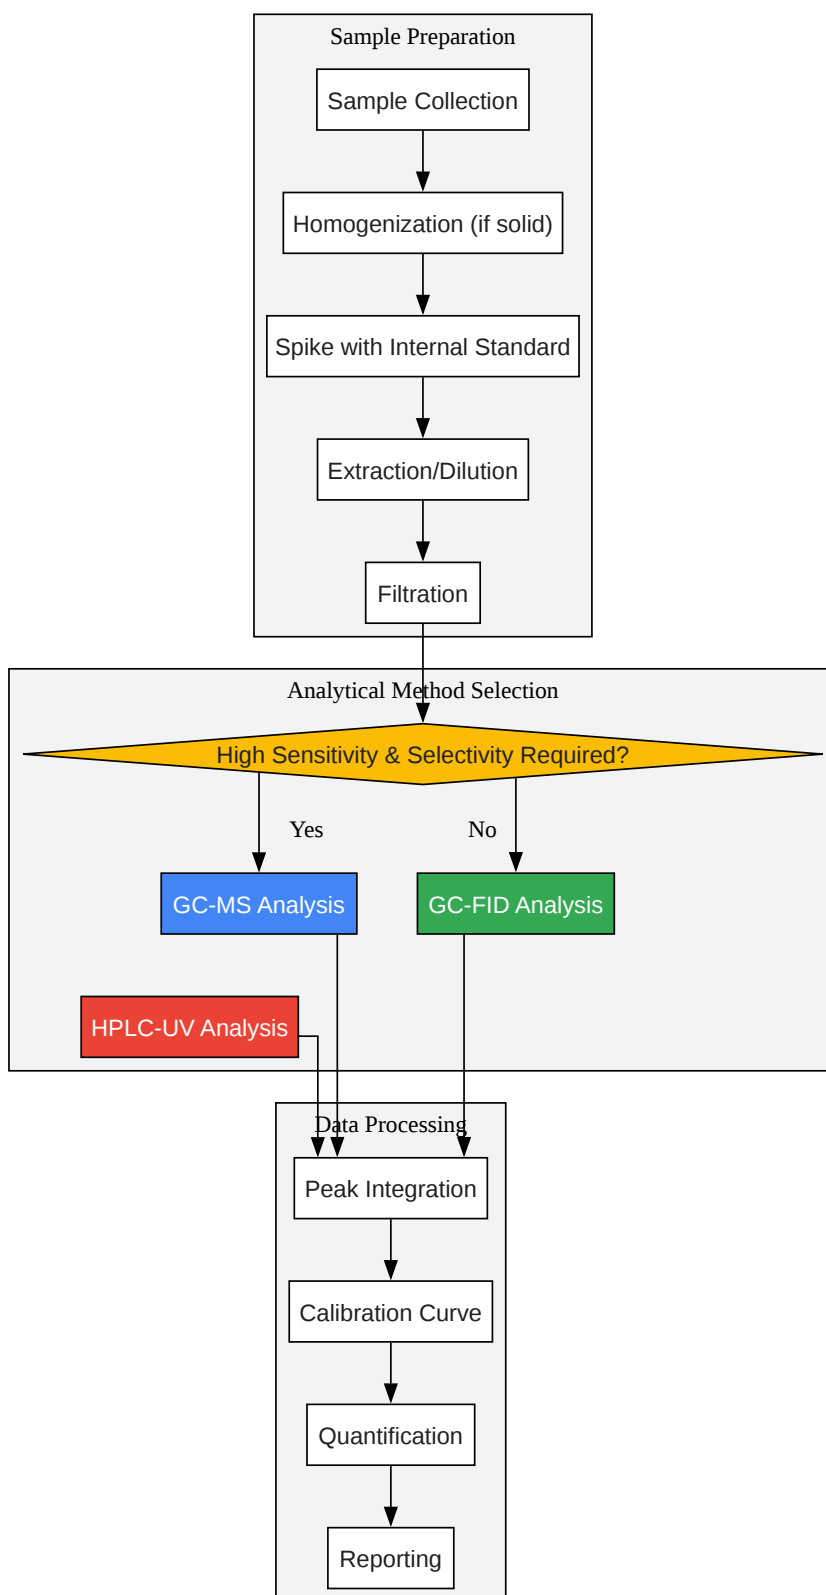 Sample Preparation
Sample Collection
Homogenization (if solid)
Spike with Internal Standard
Extraction/Dilution
Filtration
Analytical Method Selection
High Sensitivity & Selectivity Required?
Yes
No
GC-MS Analysis
GC-FID Analysis
HPLC-UV Analysis
Data Processing
Peak Integration
Calibration Curve
Quantification
Reporting